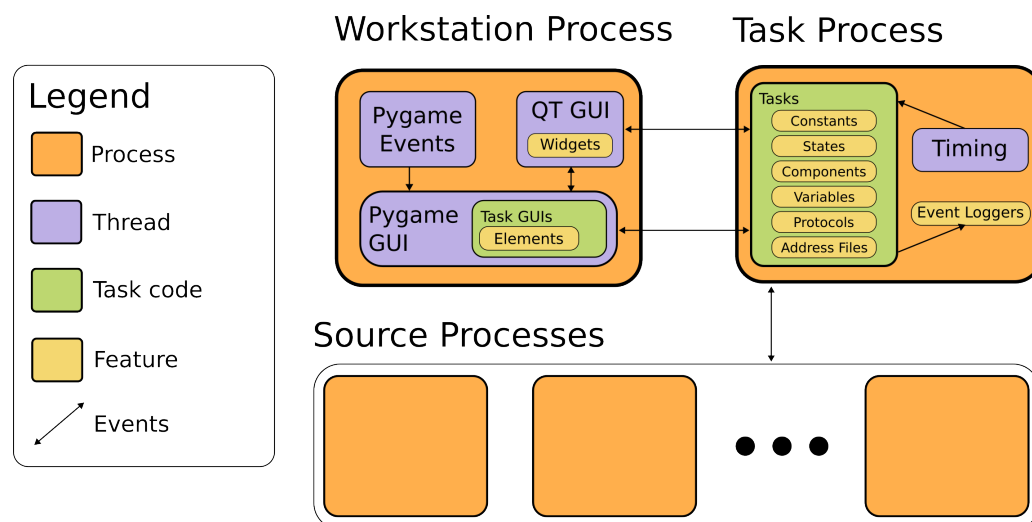 Workstation Process
Task Process
Legend
Process
Thread
Task code
Feature
Events
Pygame
Events
QT GUI
Widgets
Pygame
GUI
Task GUIs
Elements
Tasks
Constants
States
Components
Variables
Protocols
Address Files
Timing
Event Loggers
Source Processes